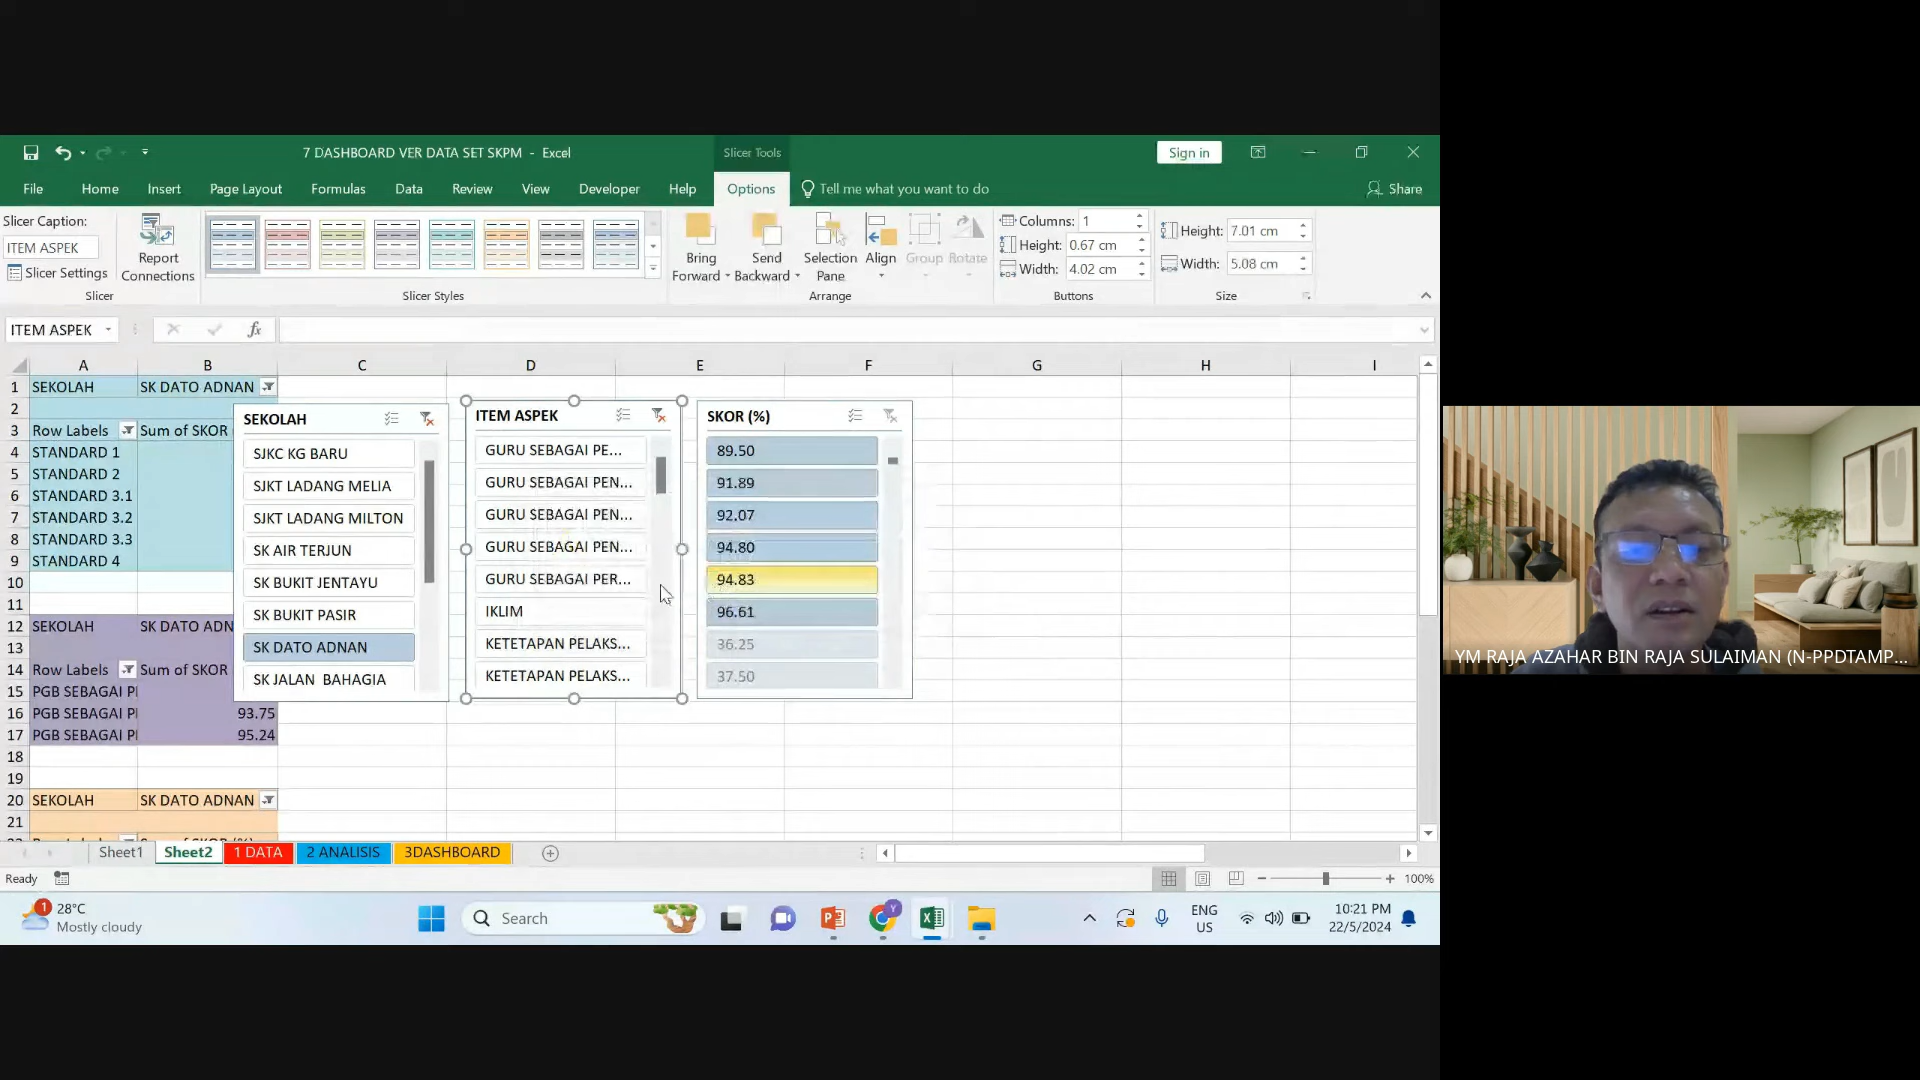 7 DASHBOARD VER DATA SET SKPM - Excel
Slicer Tools
Sign in
File Home Insert Page Layout Formulas Data Review View Developer Help Options Tell me what you want to do Share
Slicer Caption:
ITEM ASPEK
Slicer Settings
Slicer
Report Connections
Slicer Styles
Bring Forward
Send Backward
Selection Pane
Align
Group
Rotate
Arrange
Columns: 1
Height: 0.67 cm
Width: 4.02 cm
Buttons
Height: 7.01 cm
Width: 5.08 cm
Size
ITEM ASPEK fx
A B C D E F G H I
1 SEKOLAH SK DATO ADNAN
2
3 Row Labels Sum of SKOR
4 STANDARD 1
5 STANDARD 2
6 STANDARD 3.1
7 STANDARD 3.2
8 STANDARD 3.3
9 STANDARD 4
10
11
12 SEKOLAH SK DATO ADN
13
14 Row Labels Sum of SKOR
15 PGB SEBAGAI PI
16 PGB SEBAGAI PI 93.75
17 PGB SEBAGAI PI 95.24
18
19
20 SEKOLAH SK DATO ADNAN
21
SEKOLAH
SJKC KG BARU
SJKT LADANG MELIA
SJKT LADANG MILTON
SK AIR TERJUN
SK BUKIT JENTAYU
SK BUKIT PASIR
SK DATO ADNAN
SK JALAN BAHAGIA
ITEM ASPEK
GURU SEBAGAI PE...
GURU SEBAGAI PEN...
GURU SEBAGAI PEN...
GURU SEBAGAI PEN...
GURU SEBAGAI PER...
IKLIM
KETETAPAN PELAKS...
KETETAPAN PELAKS...
SKOR (%)
89.50
91.89
92.07
94.80
94.83
96.61
36.25
37.50
YM RAJA AZAHAR BIN RAJA SULAIMAN (N-PPDTAMP...
Sheet1 Sheet2 1 DATA 2 ANALISIS 3DASHBOARD
Ready
100%
1
28°C
Mostly cloudy
Search
Y
ENG
US
10:21 PM
22/5/2024